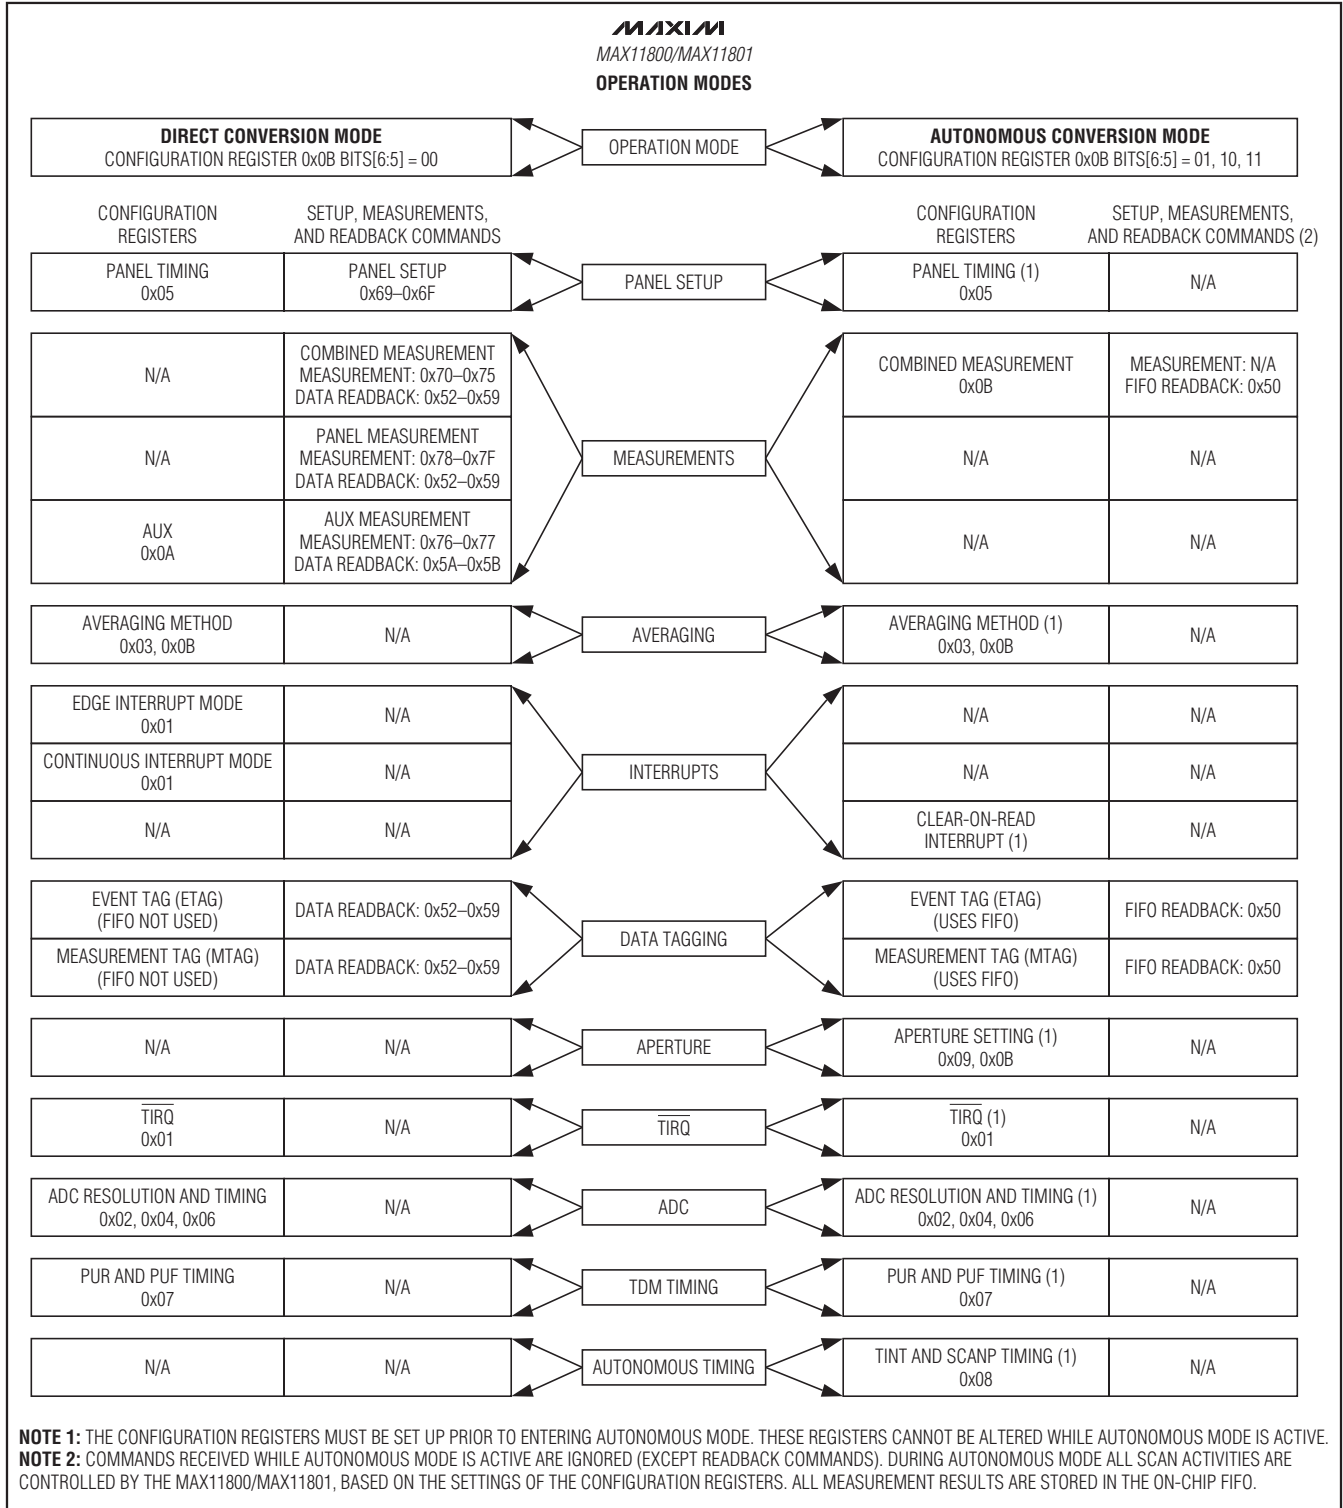 MAXIM
MAX11800/MAX11801
OPERATION MODES
DIRECT CONVERSION MODE
CONFIGURATION REGISTER 0x0B BITS[6:5] = 00
OPERATION MODE
AUTONOMOUS CONVERSION MODE
CONFIGURATION REGISTER 0x0B BITS[6:5] = 01, 10, 11
CONFIGURATION
REGISTERS
SETUP, MEASUREMENTS,
AND READBACK COMMANDS
CONFIGURATION
REGISTERS
SETUP, MEASUREMENTS,
AND READBACK COMMANDS (2)
PANEL TIMING
0x05
PANEL SETUP
0x69–0x6F
PANEL SETUP
PANEL TIMING (1)
0x05
N/A
N/A
COMBINED MEASUREMENT
MEASUREMENT: 0x70–0x75
DATA READBACK: 0x52–0x59
COMBINED MEASUREMENT
0x0B
MEASUREMENT: N/A
FIFO READBACK: 0x50
N/A
PANEL MEASUREMENT
MEASUREMENT: 0x78–0x7F
DATA READBACK: 0x52–0x59
MEASUREMENTS
N/A
N/A
AUX
0x0A
AUX MEASUREMENT
MEASUREMENT: 0x76–0x77
DATA READBACK: 0x5A–0x5B
N/A
N/A
AVERAGING METHOD
0x03, 0x0B
N/A
AVERAGING
AVERAGING METHOD (1)
0x03, 0x0B
N/A
EDGE INTERRUPT MODE
0x01
N/A
N/A
N/A
CONTINUOUS INTERRUPT MODE
0x01
N/A
INTERRUPTS
N/A
N/A
N/A
N/A
CLEAR-ON-READ
INTERRUPT (1)
N/A
EVENT TAG (ETAG)
(FIFO NOT USED)
DATA READBACK: 0x52–0x59
DATA TAGGING
EVENT TAG (ETAG)
(USES FIFO)
FIFO READBACK: 0x50
MEASUREMENT TAG (MTAG)
(FIFO NOT USED)
DATA READBACK: 0x52–0x59
MEASUREMENT TAG (MTAG)
(USES FIFO)
FIFO READBACK: 0x50
N/A
N/A
APERTURE
APERTURE SETTING (1)
0x09, 0x0B
N/A
TIRQ
0x01
N/A
TIRQ
TIRQ (1)
0x01
N/A
ADC RESOLUTION AND TIMING
0x02, 0x04, 0x06
N/A
ADC
ADC RESOLUTION AND TIMING (1)
0x02, 0x04, 0x06
N/A
PUR AND PUF TIMING
0x07
N/A
TDM TIMING
PUR AND PUF TIMING (1)
0x07
N/A
N/A
N/A
AUTONOMOUS TIMING
TINT AND SCANP TIMING (1)
0x08
N/A
NOTE 1: THE CONFIGURATION REGISTERS MUST BE SET UP PRIOR TO ENTERING AUTONOMOUS MODE. THESE REGISTERS CANNOT BE ALTERED WHILE AUTONOMOUS MODE IS ACTIVE.
NOTE 2: COMMANDS RECEIVED WHILE AUTONOMOUS MODE IS ACTIVE ARE IGNORED (EXCEPT READBACK COMMANDS). DURING AUTONOMOUS MODE ALL SCAN ACTIVITIES ARE
CONTROLLED BY THE MAX11800/MAX11801, BASED ON THE SETTINGS OF THE CONFIGURATION REGISTERS. ALL MEASUREMENT RESULTS ARE STORED IN THE ON-CHIP FIFO.